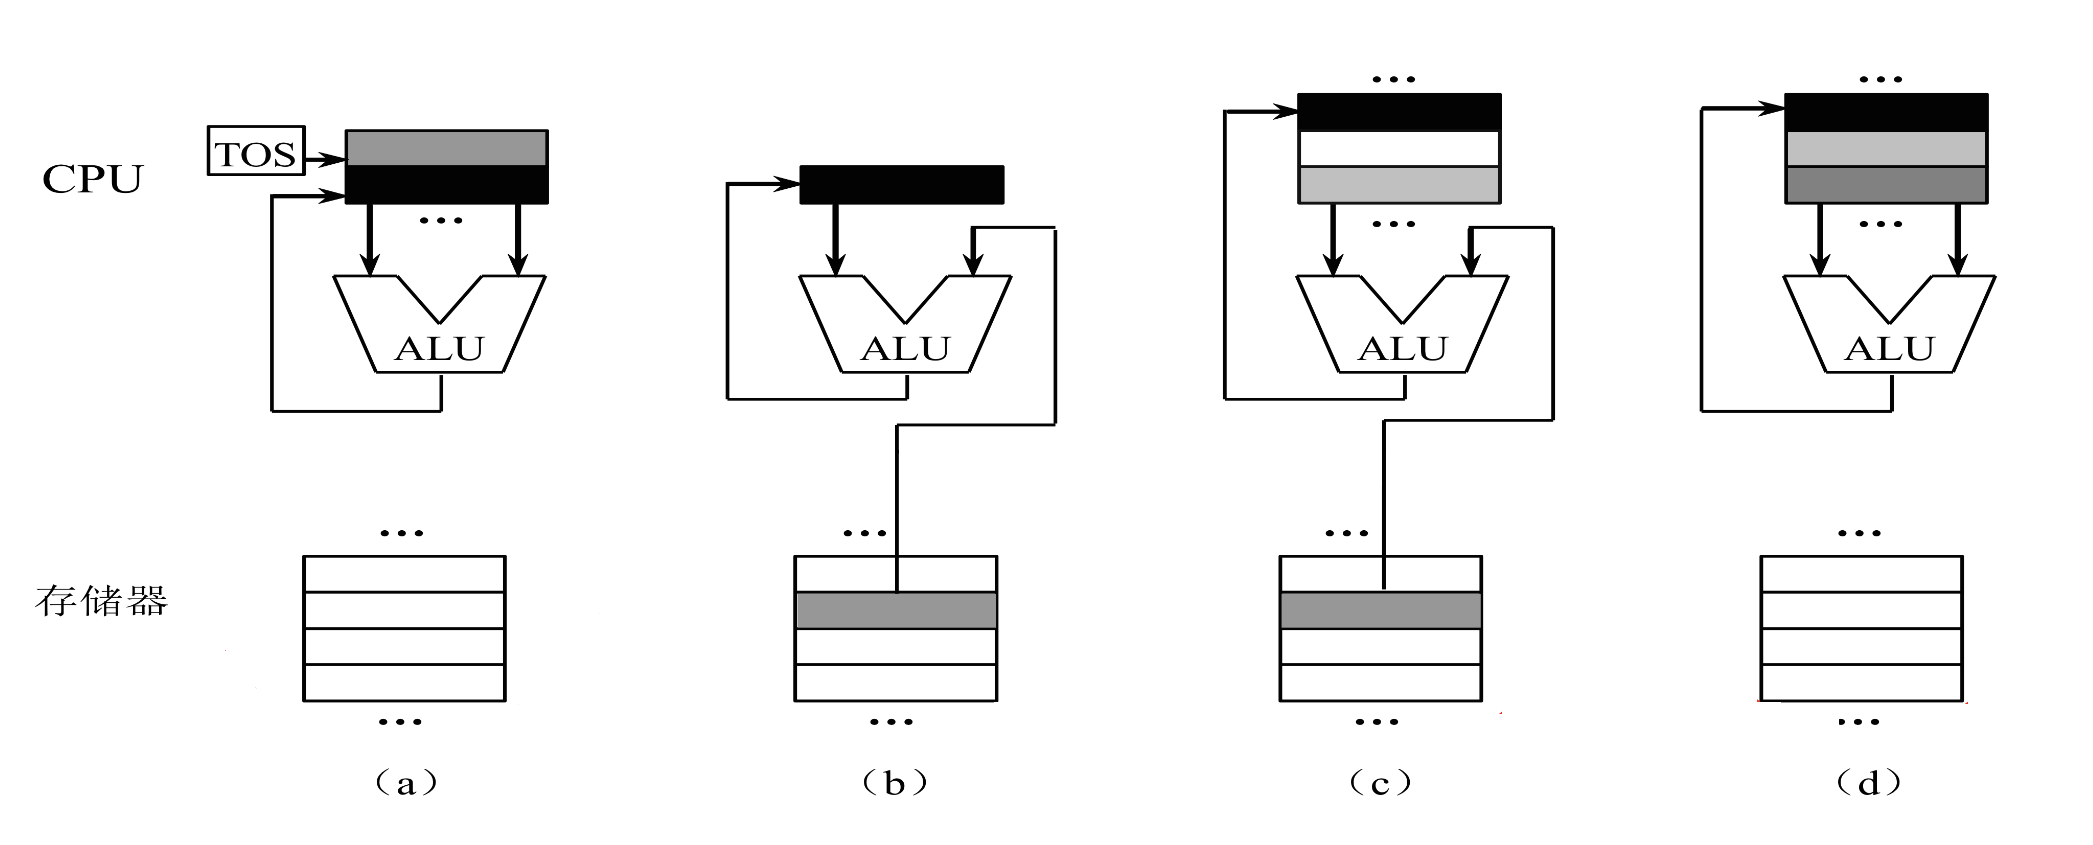 TOS
CPU
ALU ALU ALU ALU
存储器
（a） （b） （c） （d）